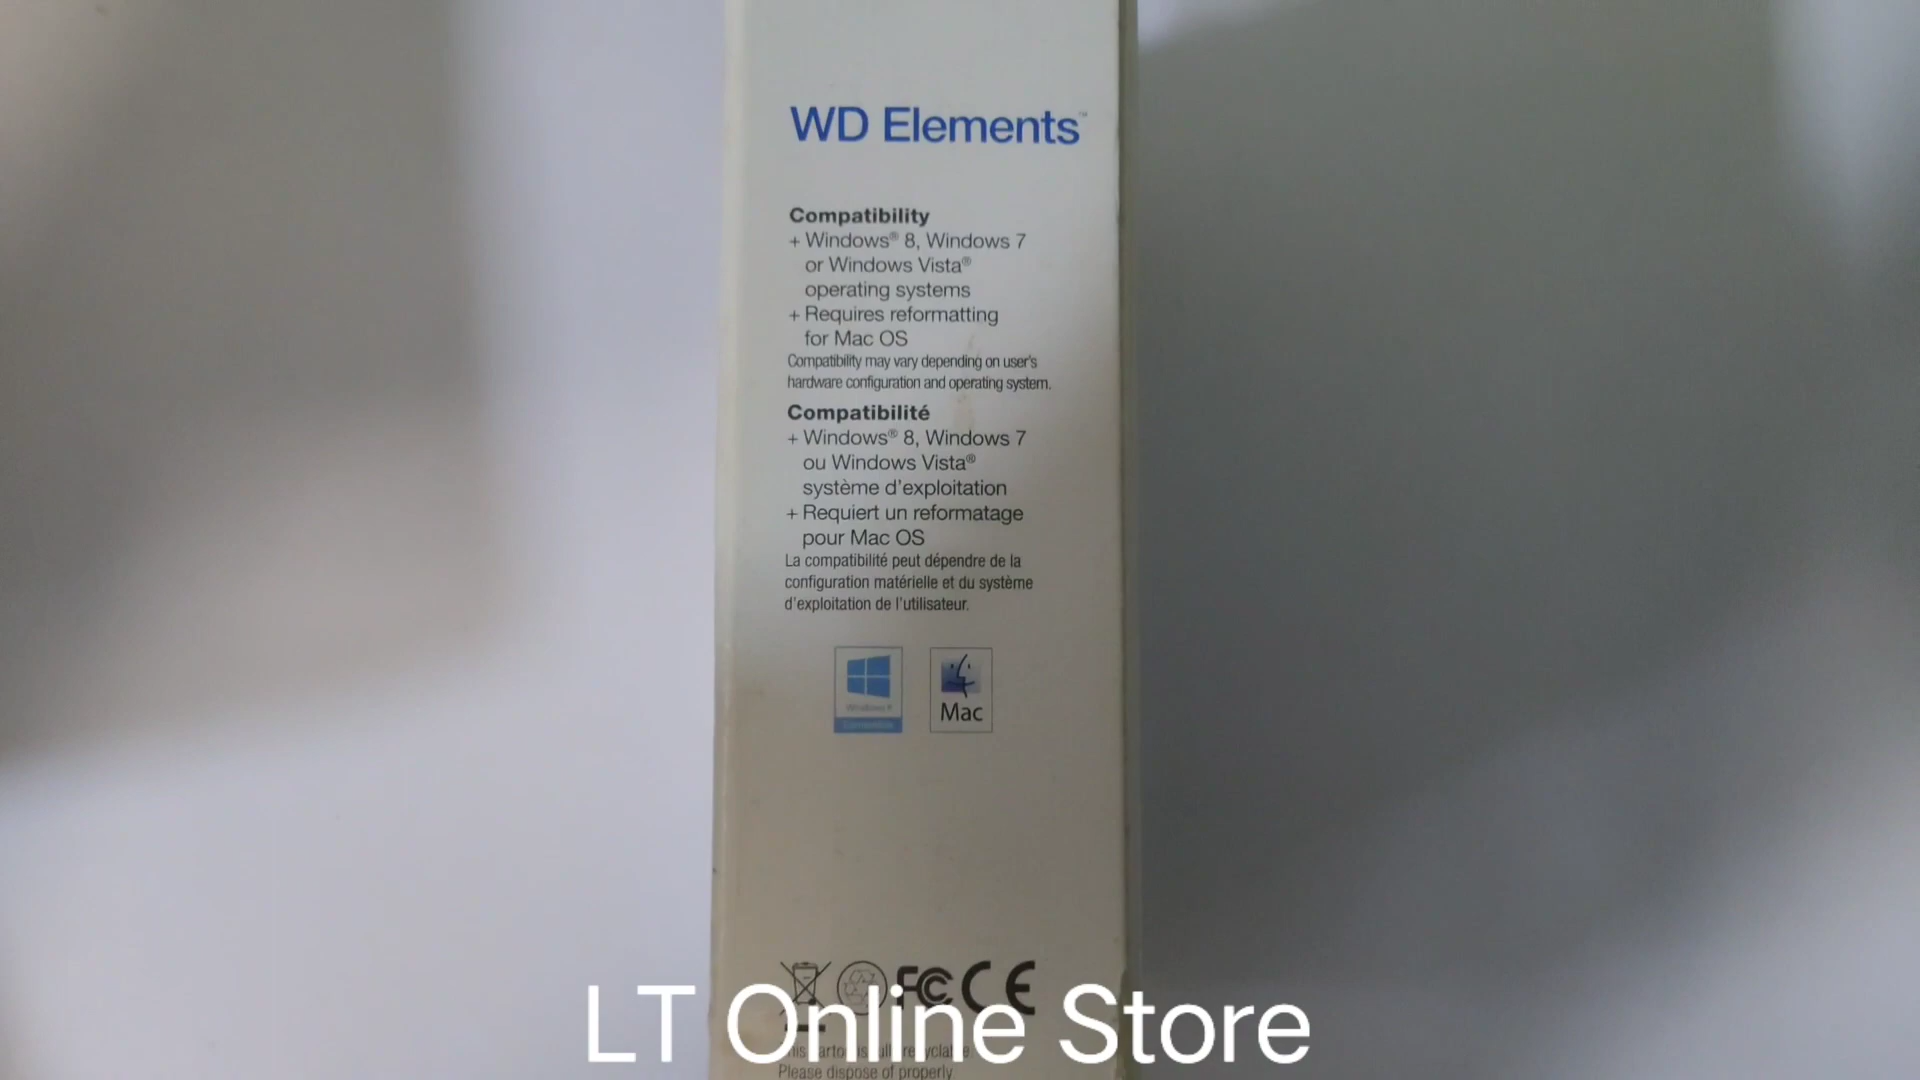 WD Elements™
Compatibility
+ Windows® 8, Windows 7
or Windows Vista®
operating systems
+ Requires reformatting
for Mac OS
Compatibility may vary depending on user's
hardware configuration and operating system.
Compatibilité
+ Windows® 8, Windows 7
ou Windows Vista®
système d'exploitation
+ Requiert un reformatage
pour Mac OS
La compatibilité peut dépendre de la
configuration matérielle et du système
d'exploitation de l'utilisateur.
Mac
FC CE
LT Online Store
Please dispose of properly